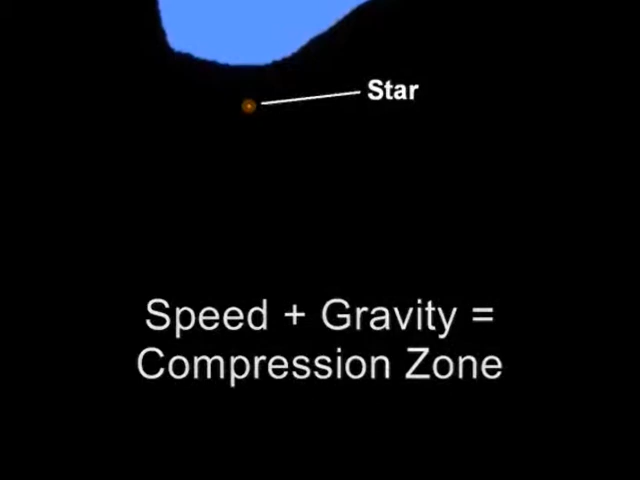 Star
Speed + Gravity =
Compression Zone